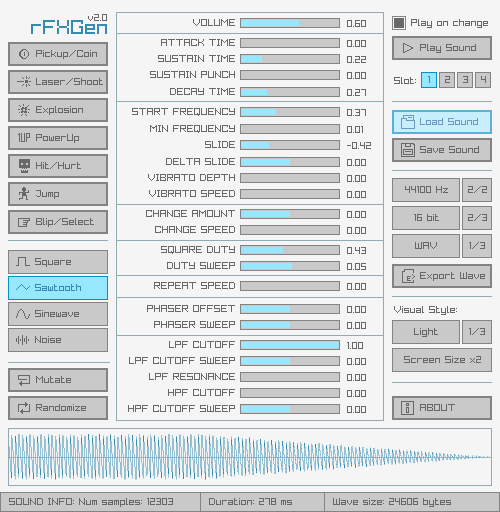 v2.0
rFXGen
Pickup/Coin
Laser/Shoot
Explosion
1UP PowerUp
Hit/Hurt
Jump
Blip/Select
Square
Sawtooth
Sinewave
Noise
Mutate
Randomize
VOLUME 0.60
ATTACK TIME 0.00
SUSTAIN TIME 0.22
SUSTAIN PUNCH 0.00
DECAY TIME 0.27
START FREQUENCY 0.37
MIN FREQUENCY 0.01
SLIDE -0.42
DELTA SLIDE 0.00
VIBRATO DEPTH 0.00
VIBRATO SPEED 0.00
CHANGE AMOUNT 0.00
CHANGE SPEED 0.00
SQUARE DUTY 0.43
DUTY SWEEP 0.05
REPEAT SPEED 0.00
PHASER OFFSET 0.00
PHASER SWEEP 0.00
LPF CUTOFF 1.00
LPF CUTOFF SWEEP 0.00
LPF RESONANCE 0.00
HPF CUTOFF 0.00
HPF CUTOFF SWEEP 0.00
Play on change
Play Sound
Slot: 1 2 3 4
Load Sound
Save Sound
44100 Hz 2/2
16 bit 2/3
WAV 1/3
Export Wave
Visual Style:
Light 1/3
Screen Size x2
ABOUT
SOUND INFO: Num samples: 12303 Duration: 278 ms Wave size: 24606 bytes